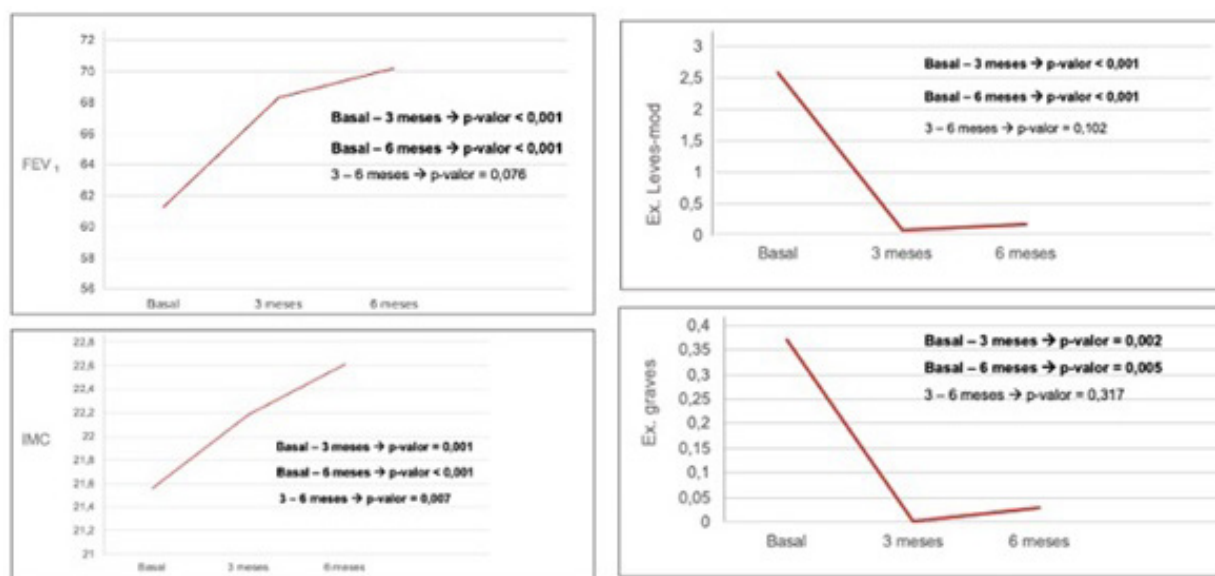 72
70
68
66
64
62
60
58
56
FEV 1
Basal – 3 meses → p-valor < 0,001
Basal – 6 meses → p-valor < 0,001
3 – 6 meses → p-valor = 0,076
Basal 3 meses 6 meses
3
2,5
2
1,5
1
0,5
0
Ex. Leves-mod
Basal – 3 meses → p-valor < 0,001
Basal – 6 meses → p-valor < 0,001
3 – 6 meses → p-valor = 0,102
Basal 3 meses 6 meses
22,8
22,6
22,4
22,2
22
21,8
21,6
21,4
21,2
21
IMC
Basal – 3 meses → p-valor = 0,001
Basal – 6 meses → p-valor < 0,001
3 – 6 meses → p-valor = 0,007
Basal 3 meses 6 meses
0,4
0,35
0,3
0,25
0,2
0,15
0,1
0,05
0
Ex. graves
Basal – 3 meses → p-valor = 0,002
Basal – 6 meses → p-valor = 0,005
3 – 6 meses → p-valor = 0,317
Basal 3 meses 6 meses